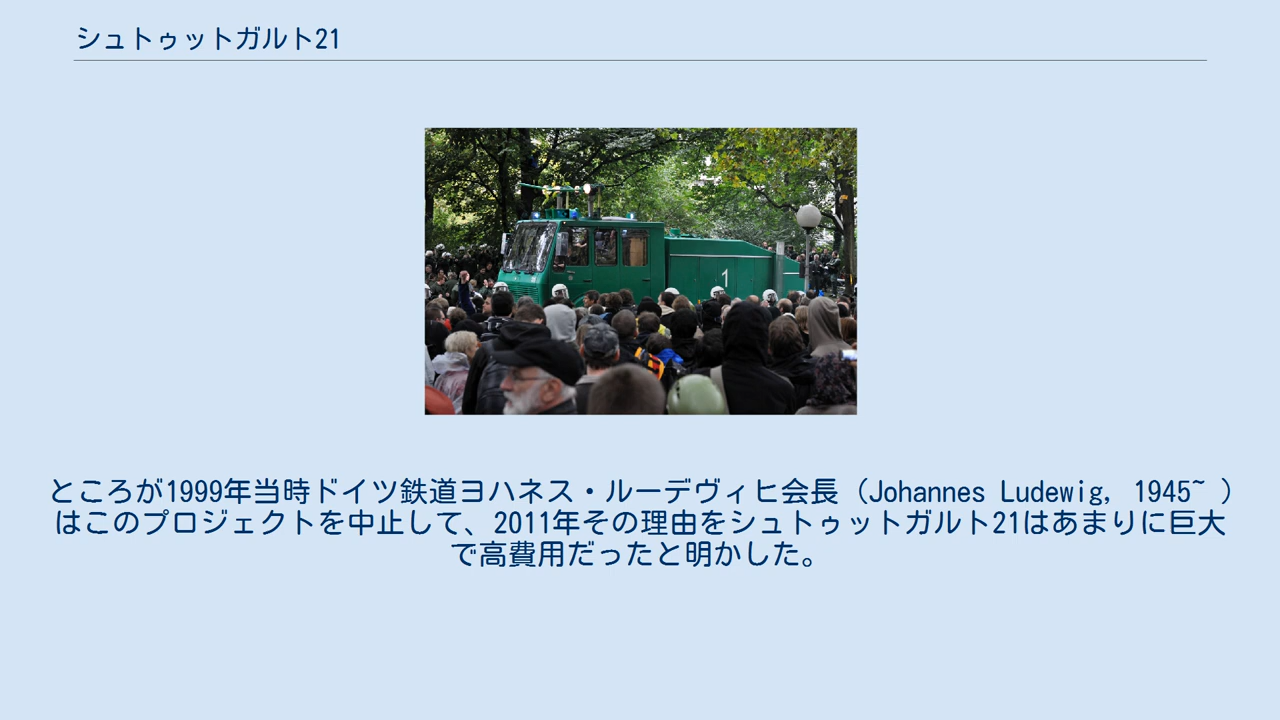 シュトゥットガルト21
1
ところが1999年当時ドイツ鉄道ヨハネス・ルーデヴィヒ会長（Johannes Ludewig, 1945~ ）
はこのプロジェクトを中止して、2011年その理由をシュトゥットガルト21はあまりに巨大
で高費用だったと明かした。